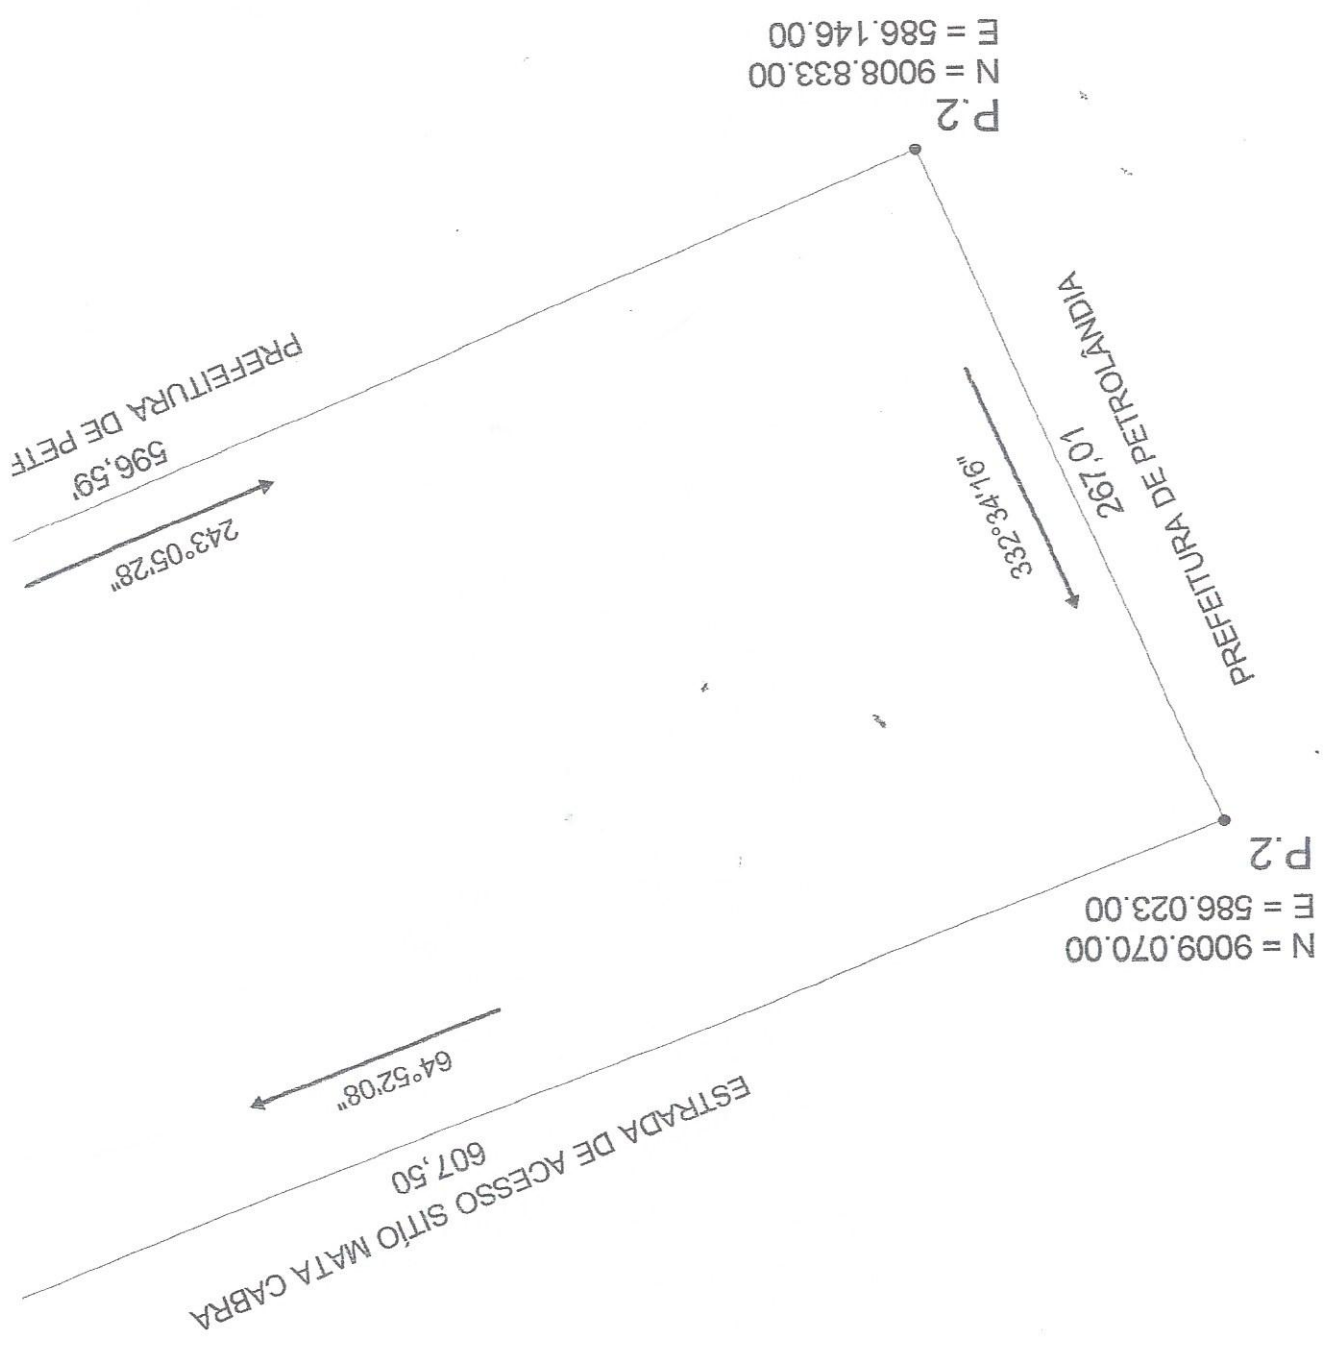 ESTRADA DE ACESSO SITÍO MATA CABRA
607,50
64°52'08"
N = 9009.070.00
E = 586.023.00
P.2
PREFEITURA DE PETROLÂNDIA
267,01
332°34'16"
243°05'28"
596,59'
PREFEITURA DE PETR
P.2
N = 9008.833.00
E = 586.146.00